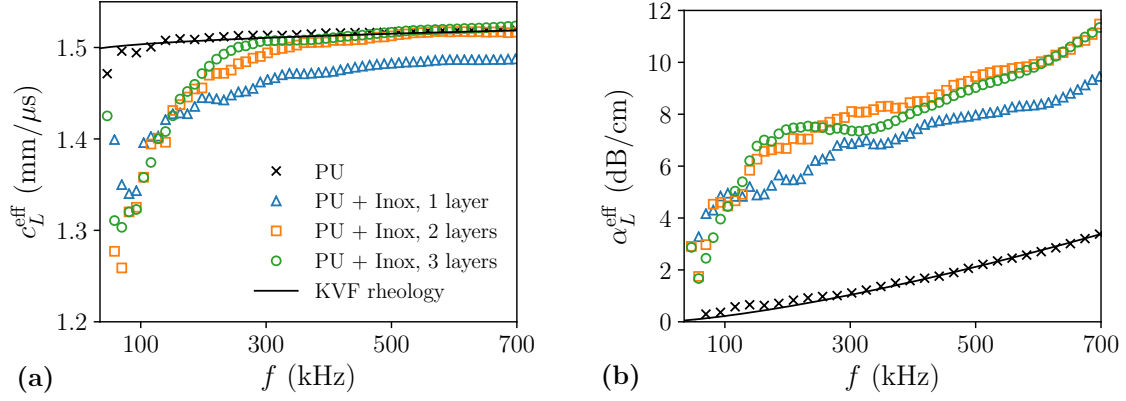 1.5
1.4
1.3
1.2
c_L^eff (mm/μs)
PU
PU + Inox, 1 layer
PU + Inox, 2 layers
PU + Inox, 3 layers
KVF rheology
100 300 500 700
f (kHz)
(a)
12
10
8
6
4
2
0
α_L^eff (dB/cm)
100 300 500 700
f (kHz)
(b)